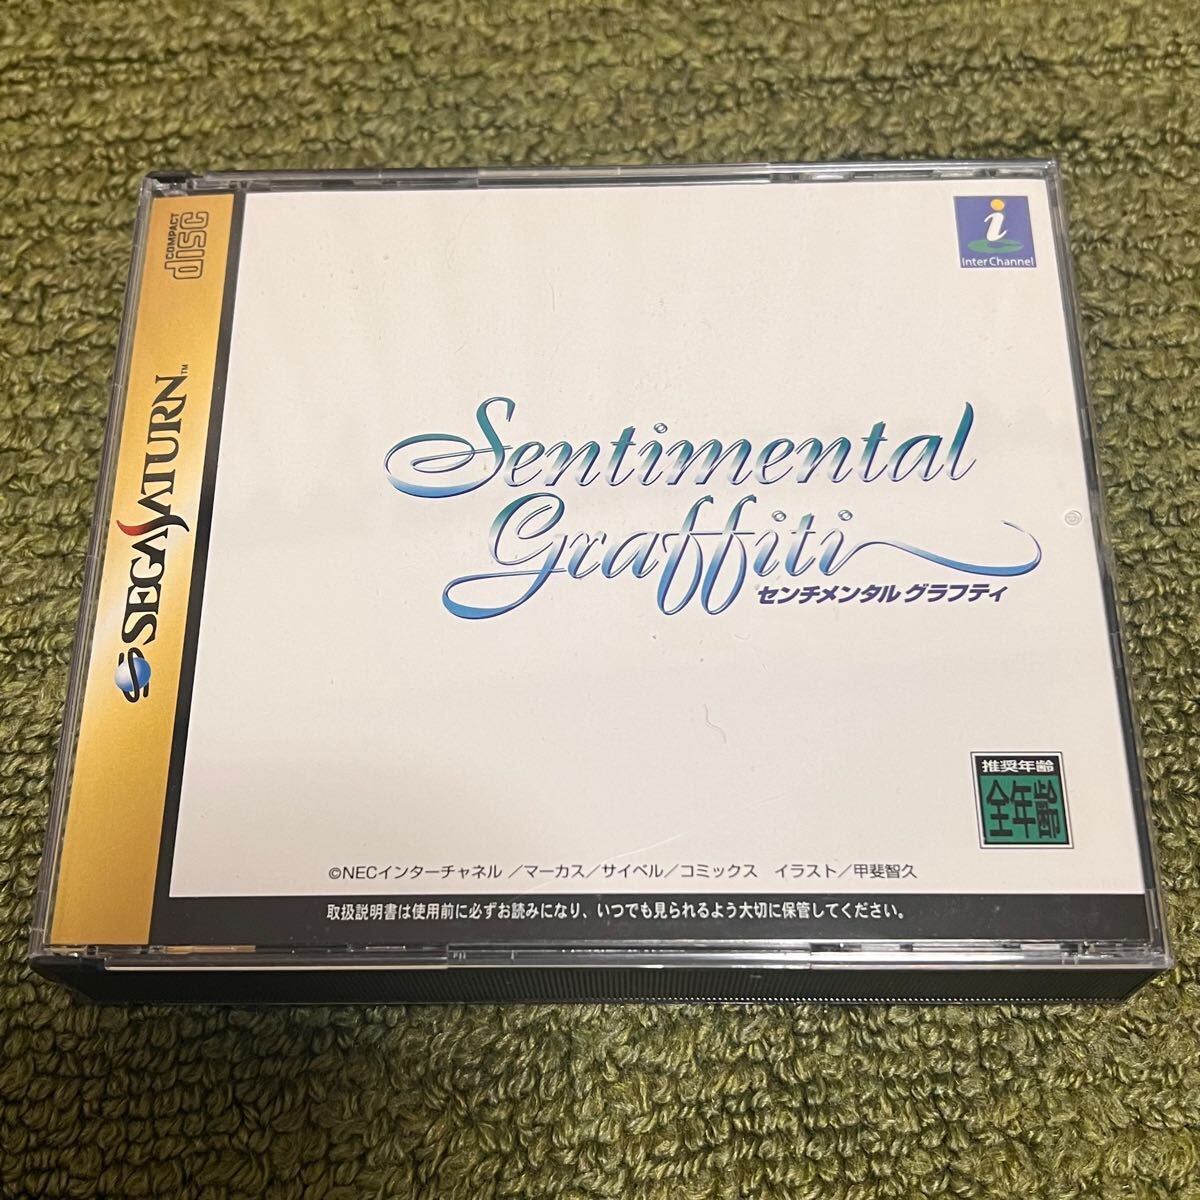 COMPACT
disc
SEGA SATURN™
i
InterChannel
Sentimental
Graffiti
センチメンタル グラフティ
推奨年齢
全年齢
©NECインターチャネル ／マーカス／サイベル／コミックス　イラスト／甲斐智久
取扱説明書は使用前に必ずお読みになり、いつでも見られるよう大切に保管してください。